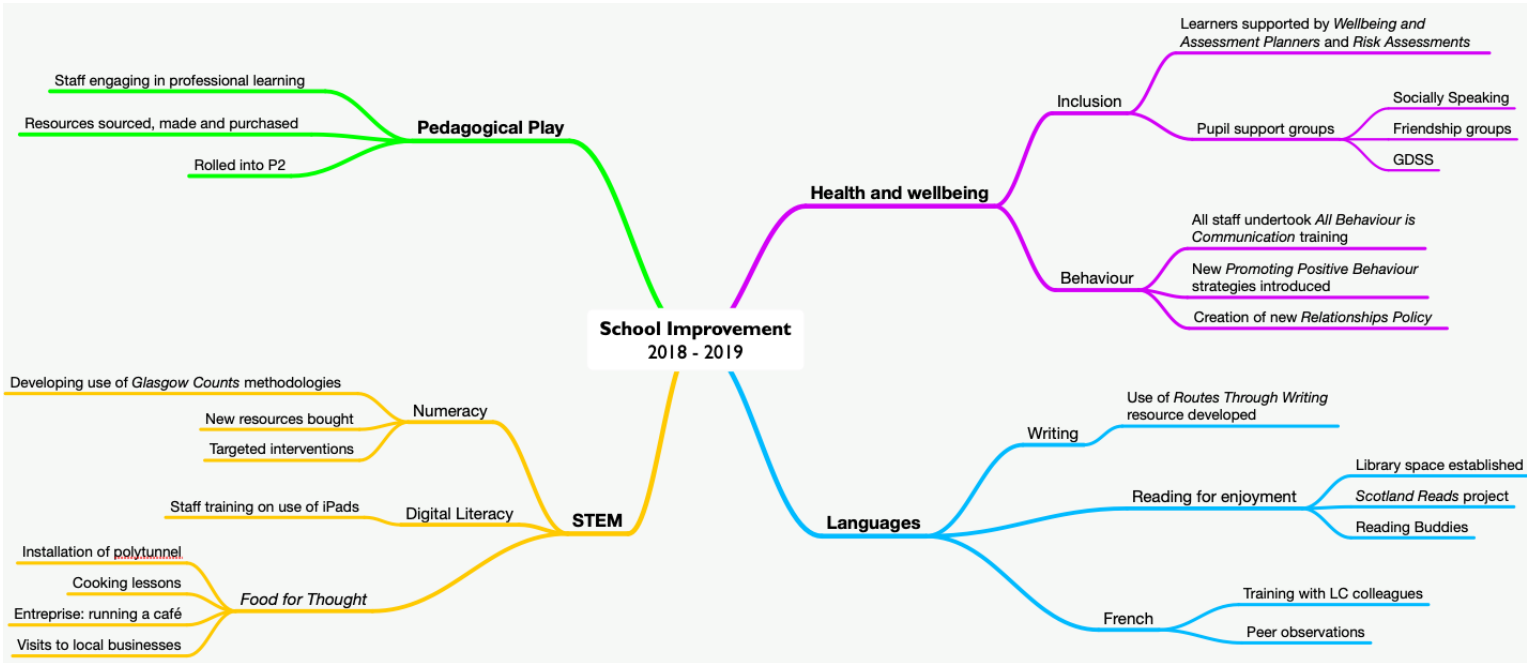 School Improvement
2018 - 2019
Pedagogical Play
Staff engaging in professional learning
Resources sourced, made and purchased
Rolled into P2
Health and wellbeing
Inclusion
Learners supported by Wellbeing and
Assessment Planners and Risk Assessments
Pupil support groups
Socially Speaking
Friendship groups
GDSS
Behaviour
All staff undertook All Behaviour is
Communication training
New Promoting Positive Behaviour
strategies introduced
Creation of new Relationships Policy
STEM
Numeracy
Developing use of Glasgow Counts methodologies
New resources bought
Targeted interventions
Digital Literacy
Staff training on use of iPads
Food for Thought
Installation of polytunnel
Cooking lessons
Entreprise: running a café
Visits to local businesses
Languages
Writing
Use of Routes Through Writing
resource developed
Reading for enjoyment
Library space established
Scotland Reads project
Reading Buddies
French
Training with LC colleagues
Peer observations